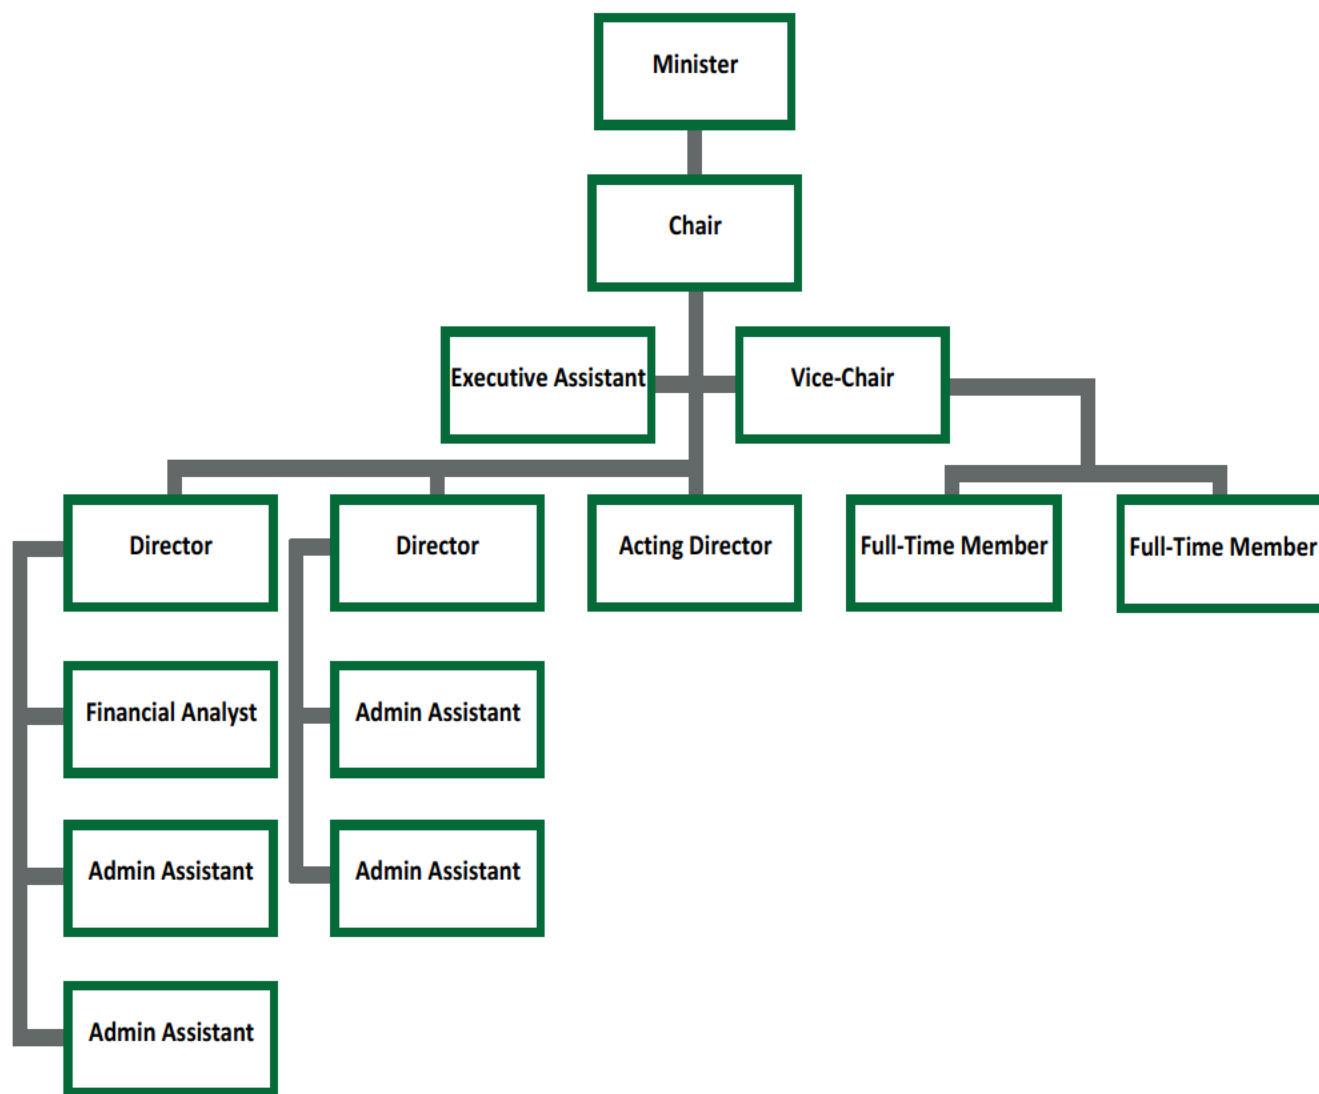 Minister
Chair
Executive Assistant
Vice-Chair
Director
Director
Acting Director
Full-Time Member
Full-Time Member
Financial Analyst
Admin Assistant
Admin Assistant
Admin Assistant
Admin Assistant